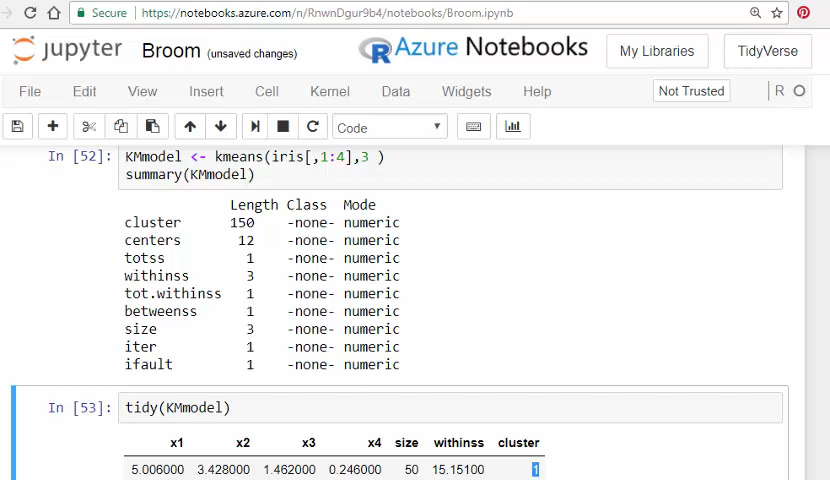 Secure https://notebooks.azure.com/n/RnwnDgur9b4/notebooks/Broom.ipynb
jupyter Broom (unsaved changes) R Azure Notebooks My Libraries TidyVerse
File Edit View Insert Cell Kernel Data Widgets Help Not Trusted R
Code
In [52]: KMmodel <- kmeans(iris[,1:4],3 )
summary(KMmodel)
Length Class Mode
cluster 150 -none- numeric
centers 12 -none- numeric
totss 1 -none- numeric
withinss 3 -none- numeric
tot.withinss 1 -none- numeric
betweenss 1 -none- numeric
size 3 -none- numeric
iter 1 -none- numeric
ifault 1 -none- numeric
In [53]: tidy(KMmodel)
x1 x2 x3 x4 size withinss cluster
5.006000 3.428000 1.462000 0.246000 50 15.15100 1